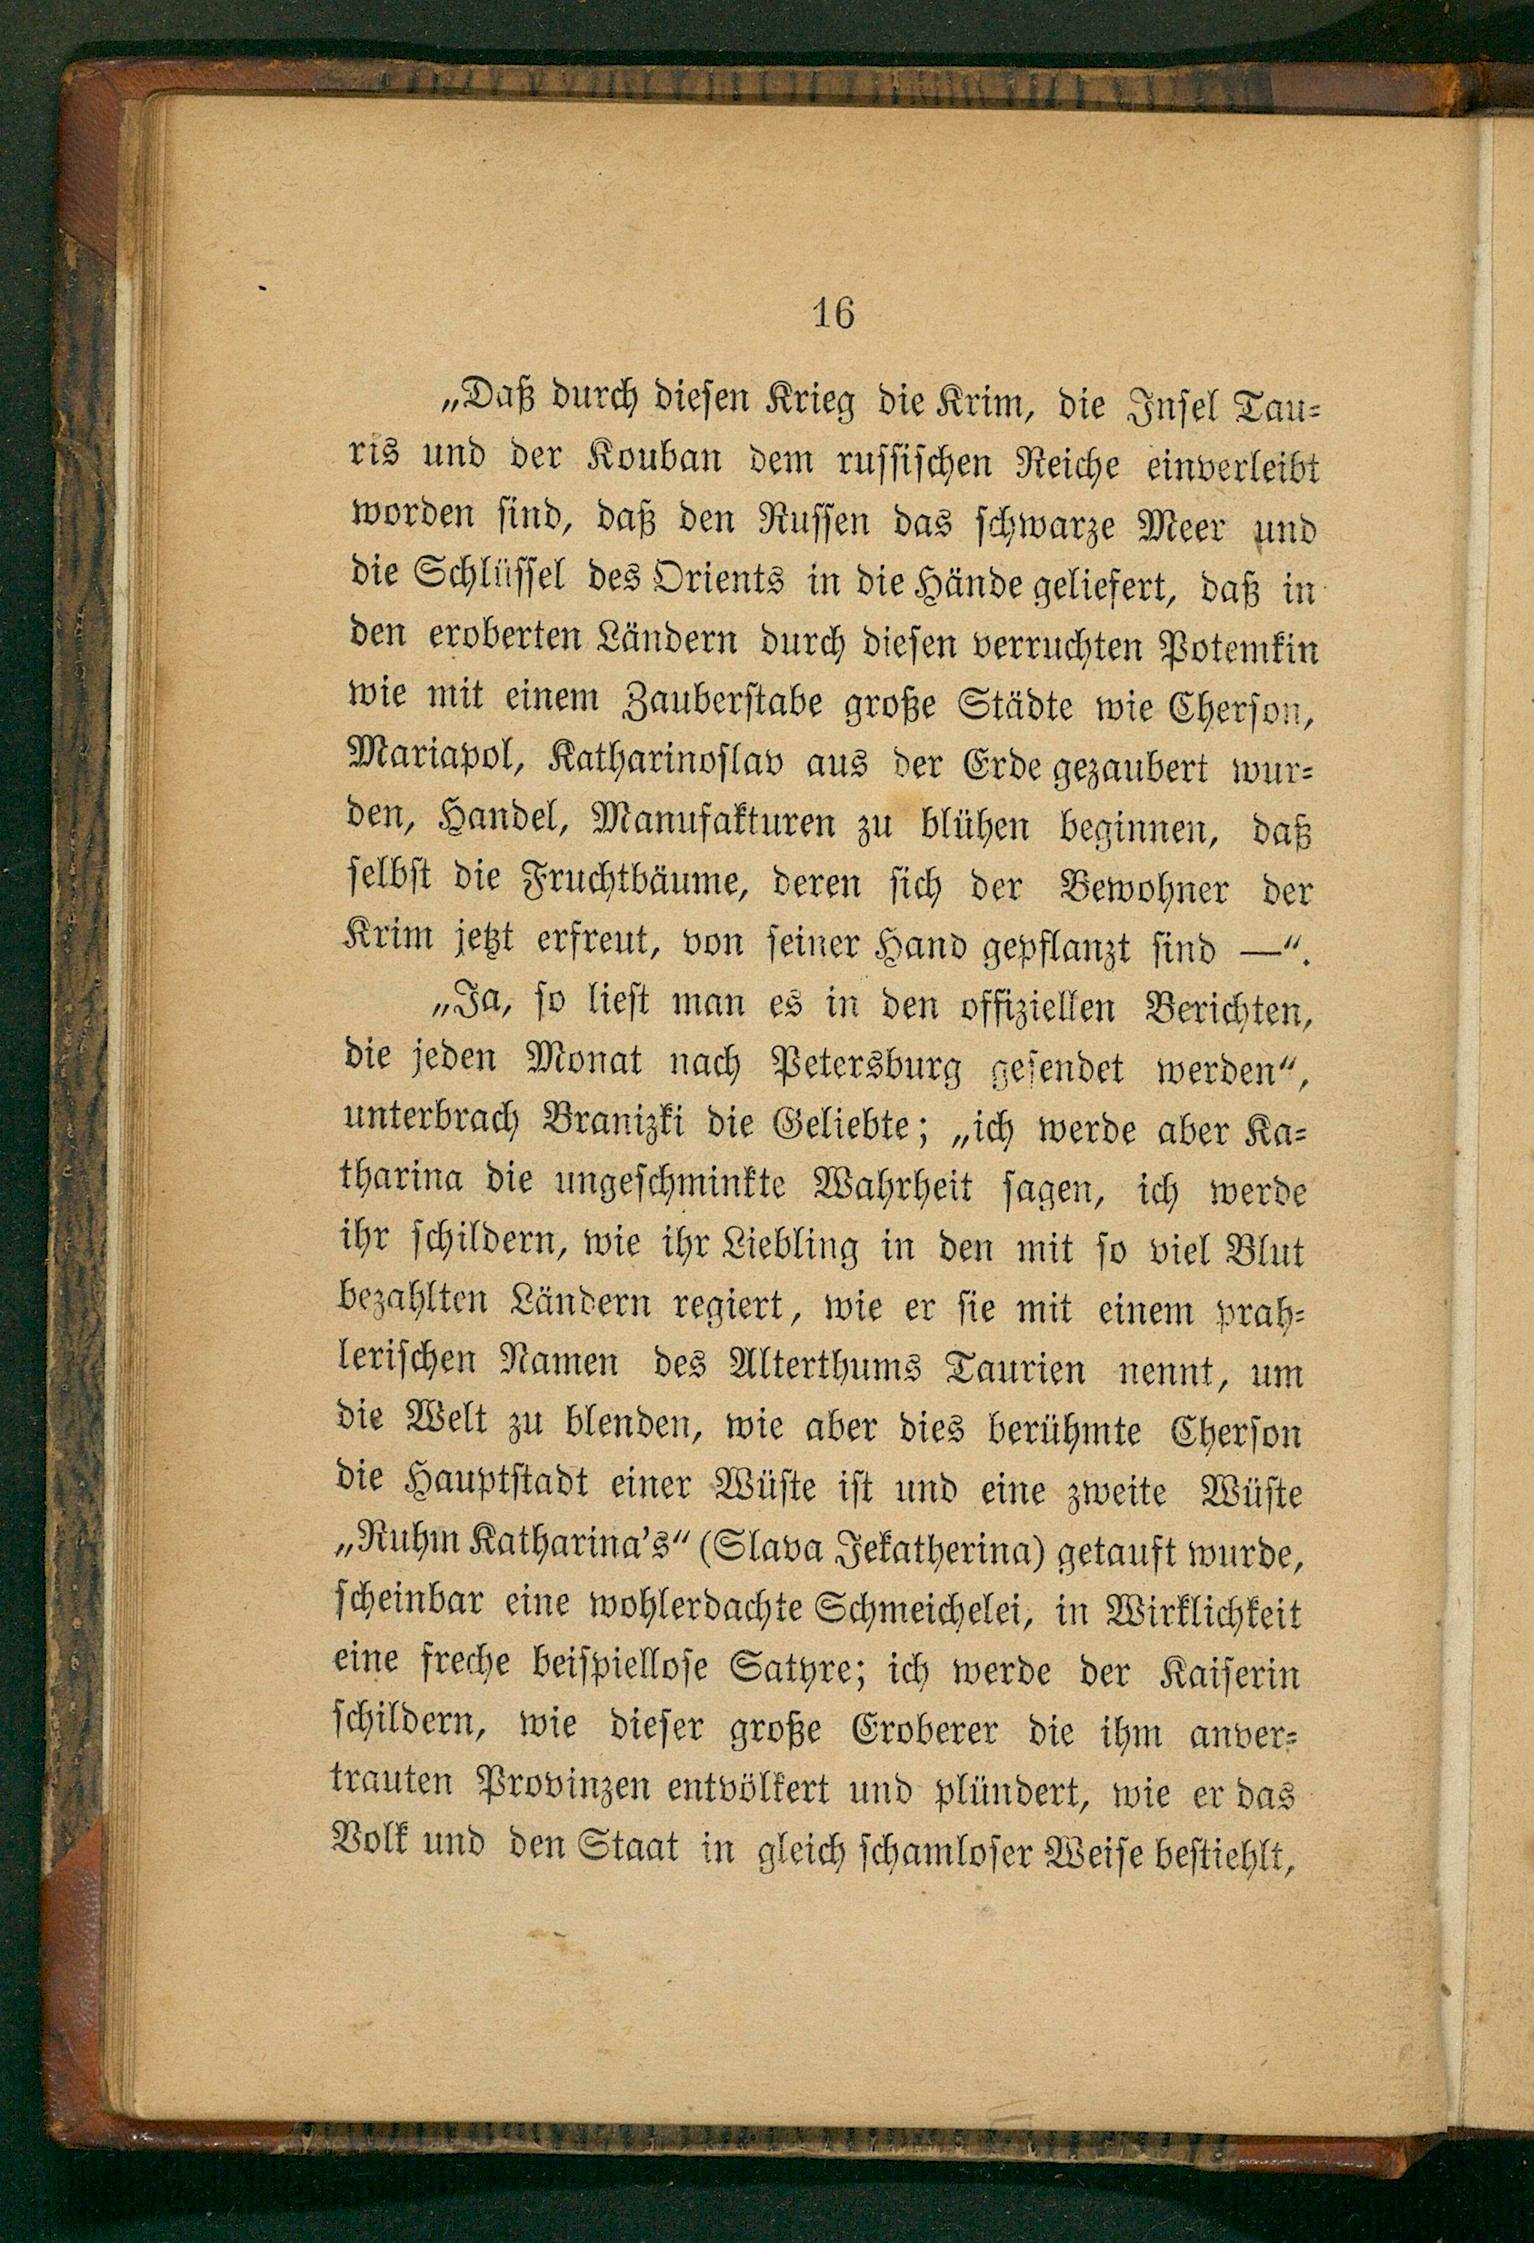 16
„Daß durch diesen Krieg die Krim, die Insel Tau-
ris und der Kouban dem russischen Reiche einverleibt
worden sind, daß den Russen das schwarze Meer und
die Schlüssel des Orients in die Hände geliefert, daß in
den eroberten Ländern durch diesen verruchten Potemkin
wie mit einem Zauberstabe große Städte wie Cherson,
Mariapol, Katharinoslav aus der Erde gezaubert wur-
den, Handel, Manufakturen zu blühen beginnen, daß
selbst die Fruchtbäume, deren sich der Bewohner der
Krim jetzt erfreut, von seiner Hand gepflanzt sind —“.
„Ja, so liest man es in den offiziellen Berichten,
die jeden Monat nach Petersburg gesendet werden“,
unterbrach Branizki die Geliebte; „ich werde aber Ka-
tharina die ungeschminkte Wahrheit sagen, ich werde
ihr schildern, wie ihr Liebling in den mit so viel Blut
bezahlten Ländern regiert, wie er sie mit einem prah-
lerischen Namen des Alterthums Taurien nennt, um
die Welt zu blenden, wie aber dies berühmte Cherson
die Hauptstadt einer Wüste ist und eine zweite Wüste
„Ruhm Katharina's“ (Slava Jekatherina) getauft wurde,
scheinbar eine wohlerdachte Schmeichelei, in Wirklichkeit
eine freche beispiellose Satyre; ich werde der Kaiserin
schildern, wie dieser große Eroberer die ihm anver-
trauten Provinzen entvölkert und plündert, wie er das
Volk und den Staat in gleich schamloser Weise bestiehlt,